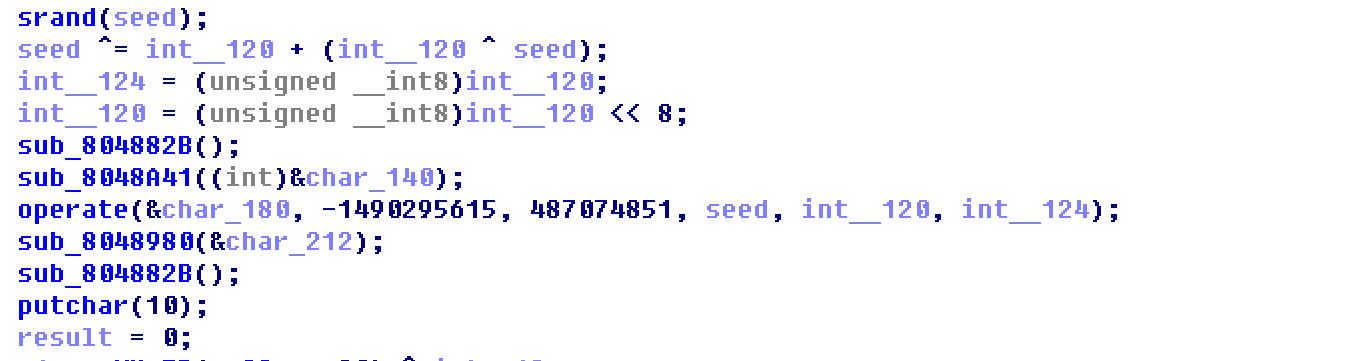 srand(seed);
seed ^= int__120 + (int__120 ^ seed);
int__124 = (unsigned __int8)int__120;
int__120 = (unsigned __int8)int__120 << 8;
sub_804882B();
sub_8048A41((int)&char_140);
operate(&char_180, -1490295615, 487074851, seed, int__120, int__124);
sub_8048980(&char_212);
sub_804882B();
putchar(10);
result = 0;